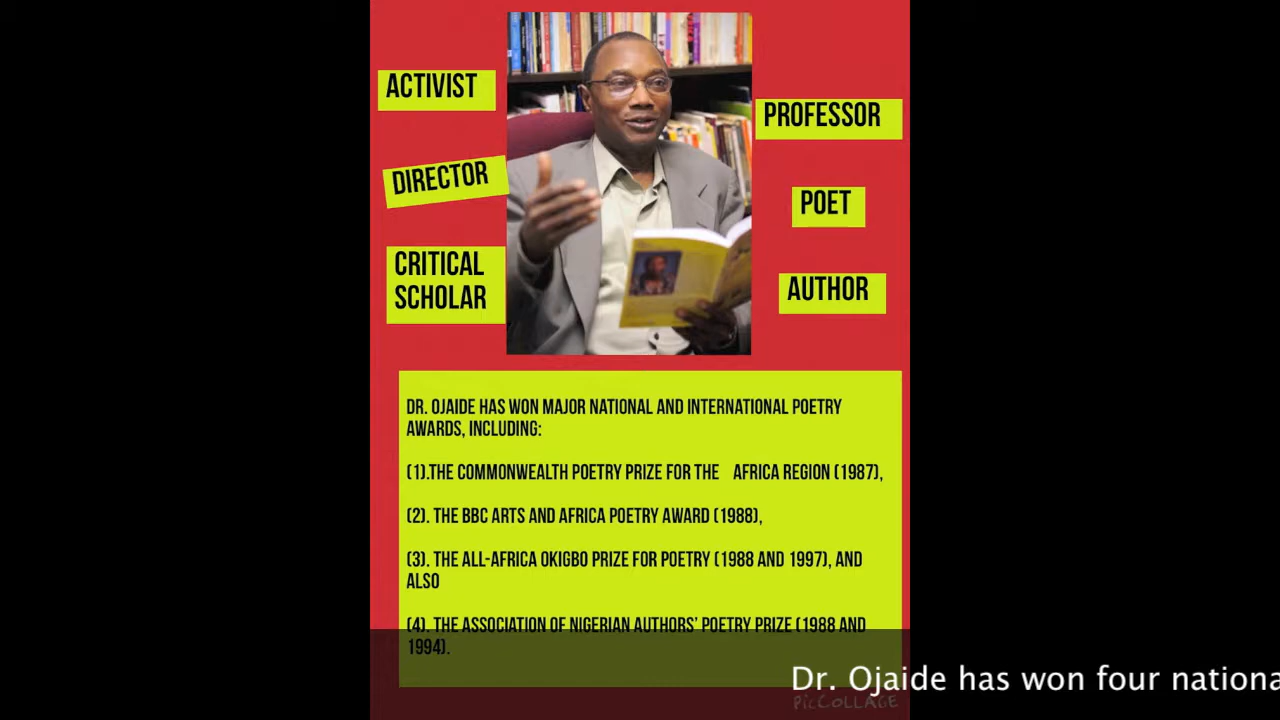 ACTIVIST
PROFESSOR
DIRECTOR
POET
CRITICAL
SCHOLAR
AUTHOR
DR. OJAIDE HAS WON MAJOR NATIONAL AND INTERNATIONAL POETRY
AWARDS, INCLUDING:
(1).THE COMMONWEALTH POETRY PRIZE FOR THE AFRICA REGION (1987),
(2). THE BBC ARTS AND AFRICA POETRY AWARD (1988),
(3). THE ALL-AFRICA OKIGBO PRIZE FOR POETRY (1988 AND 1997), AND
ALSO
(4). THE ASSOCIATION OF NIGERIAN AUTHORS' POETRY PRIZE (1988 AND
1994).
Dr. Ojaide has won four nationa
PicCOLLAGE